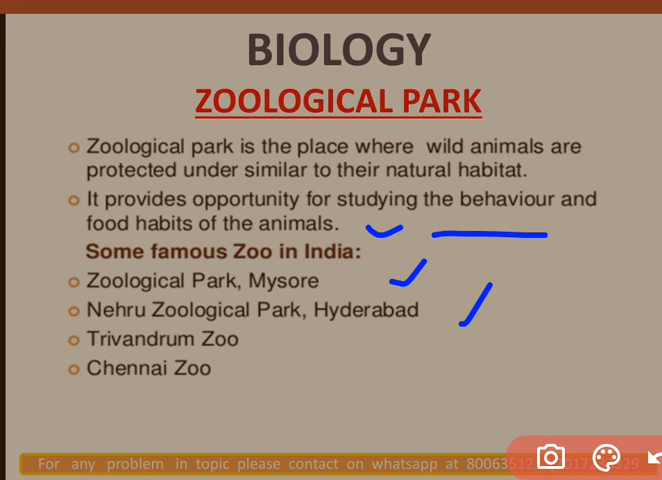 BIOLOGY
ZOOLOGICAL PARK
Zoological park is the place where wild animals are
protected under similar to their natural habitat.
It provides opportunity for studying the behaviour and
food habits of the animals.
Some famous Zoo in India:
Zoological Park, Mysore
Nehru Zoological Park, Hyderabad
Trivandrum Zoo
Chennai Zoo
For any problem in topic please contact on whatsapp at